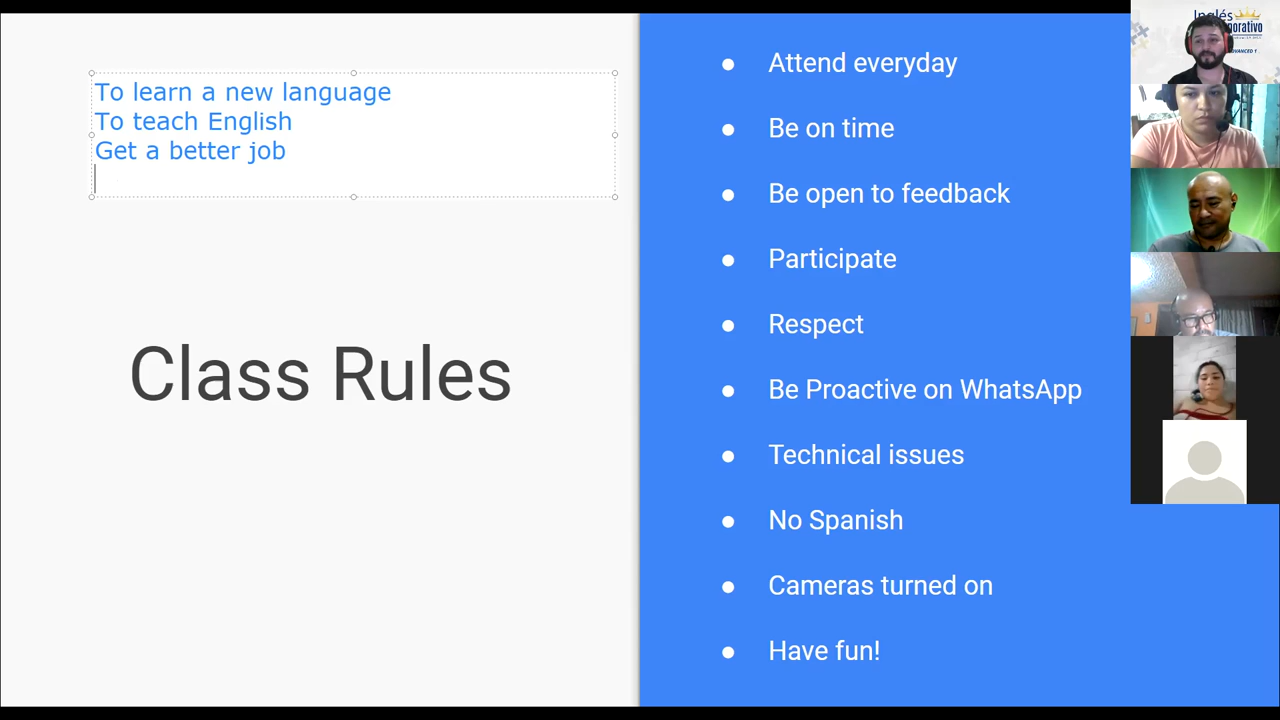 To learn a new language
To teach English
Get a better job
Class Rules
Attend everyday
Be on time
Be open to feedback
Participate
Respect
Be Proactive on WhatsApp
Technical issues
No Spanish
Cameras turned on
Have fun!
Inglés